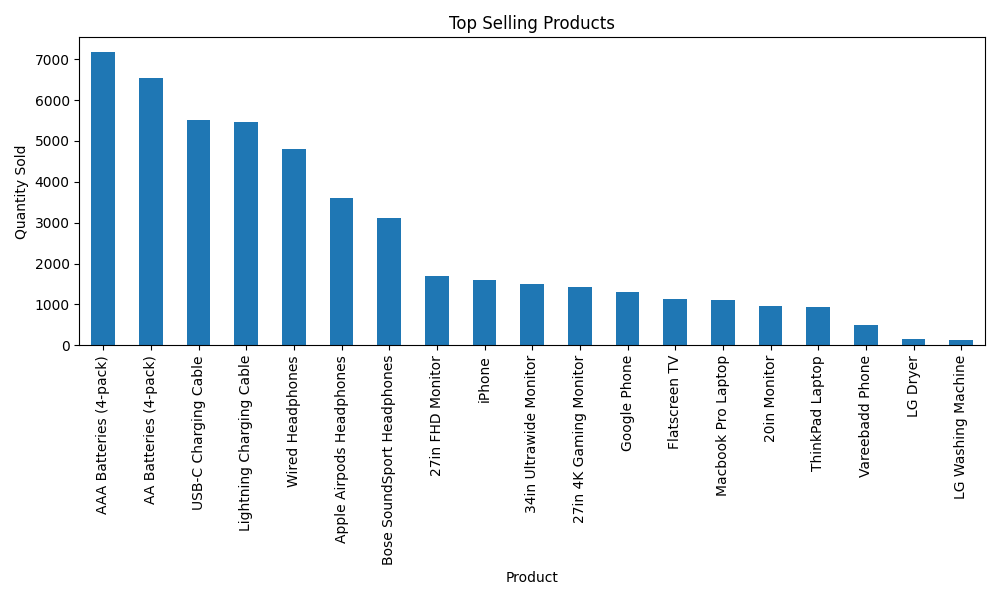 Top Selling Products
Quantity Sold
7000
6000
5000
4000
3000
2000
1000
0
AAA Batteries (4-pack)
AA Batteries (4-pack)
USB-C Charging Cable
Lightning Charging Cable
Wired Headphones
Apple Airpods Headphones
Bose SoundSport Headphones
27in FHD Monitor
iPhone
34in Ultrawide Monitor
27in 4K Gaming Monitor
Google Phone
Flatscreen TV
Macbook Pro Laptop
20in Monitor
ThinkPad Laptop
Vareebadd Phone
LG Dryer
LG Washing Machine
Product